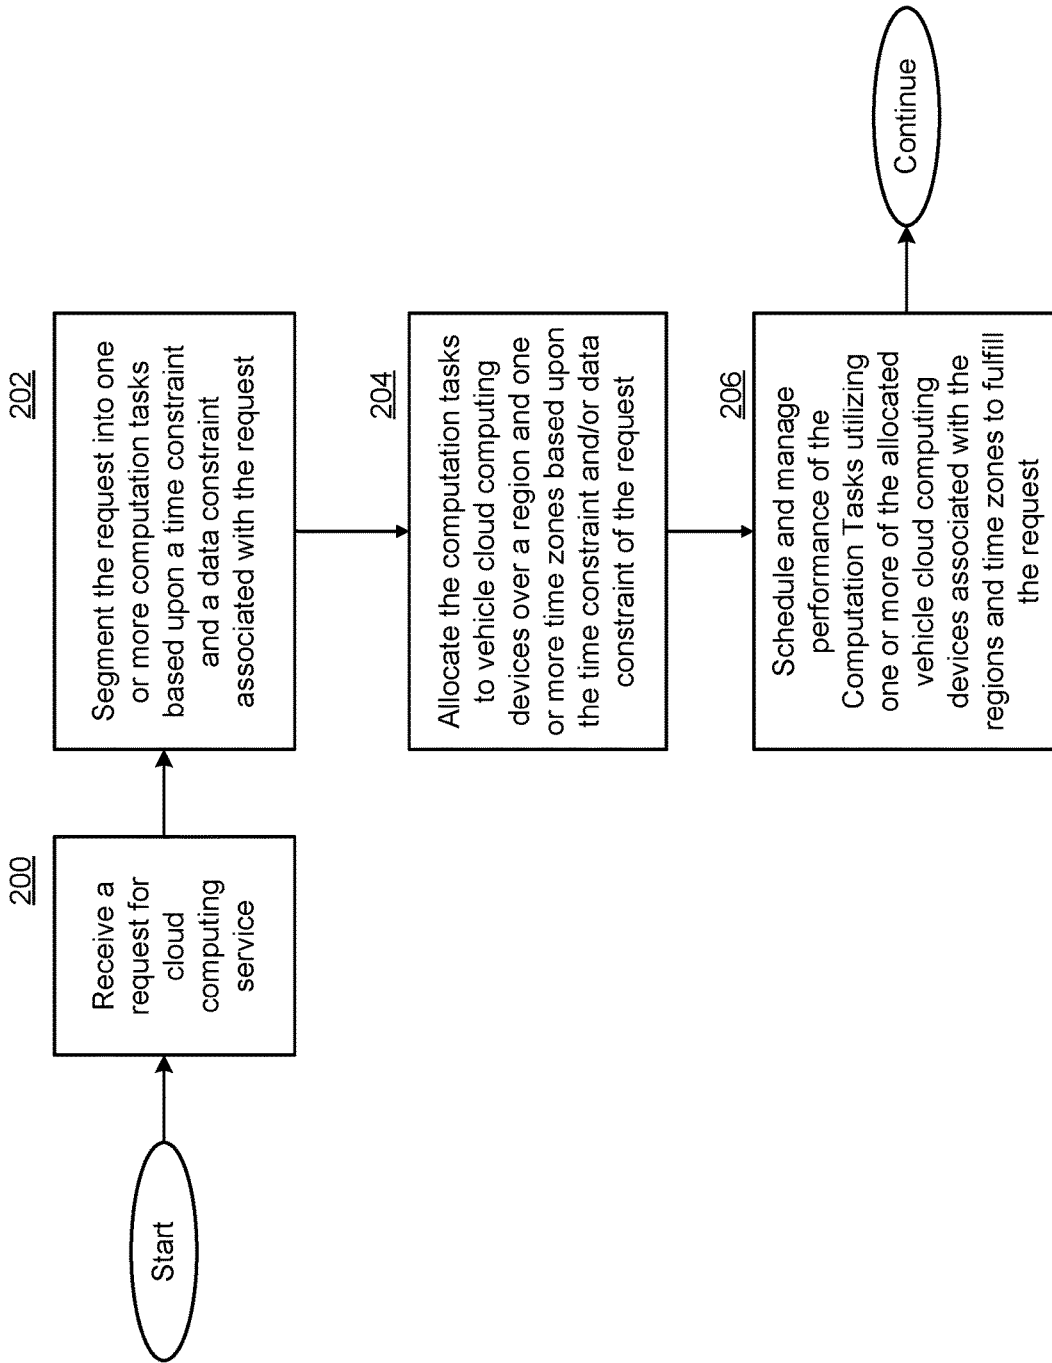 Start
200
Receive a
request for
cloud
computing
service
202
Segment the request into one
or more computation tasks
based upon a time constraint
and a data constraint
associated with the request
204
Allocate the computation tasks
to vehicle cloud computing
devices over a region and one
or more time zones based upon
the time constraint and/or data
constraint of the request
206
Schedule and manage
performance of the
Computation Tasks utilizing
one or more of the allocated
vehicle cloud computing
devices associated with the
regions and time zones to fulfill
the request
Continue